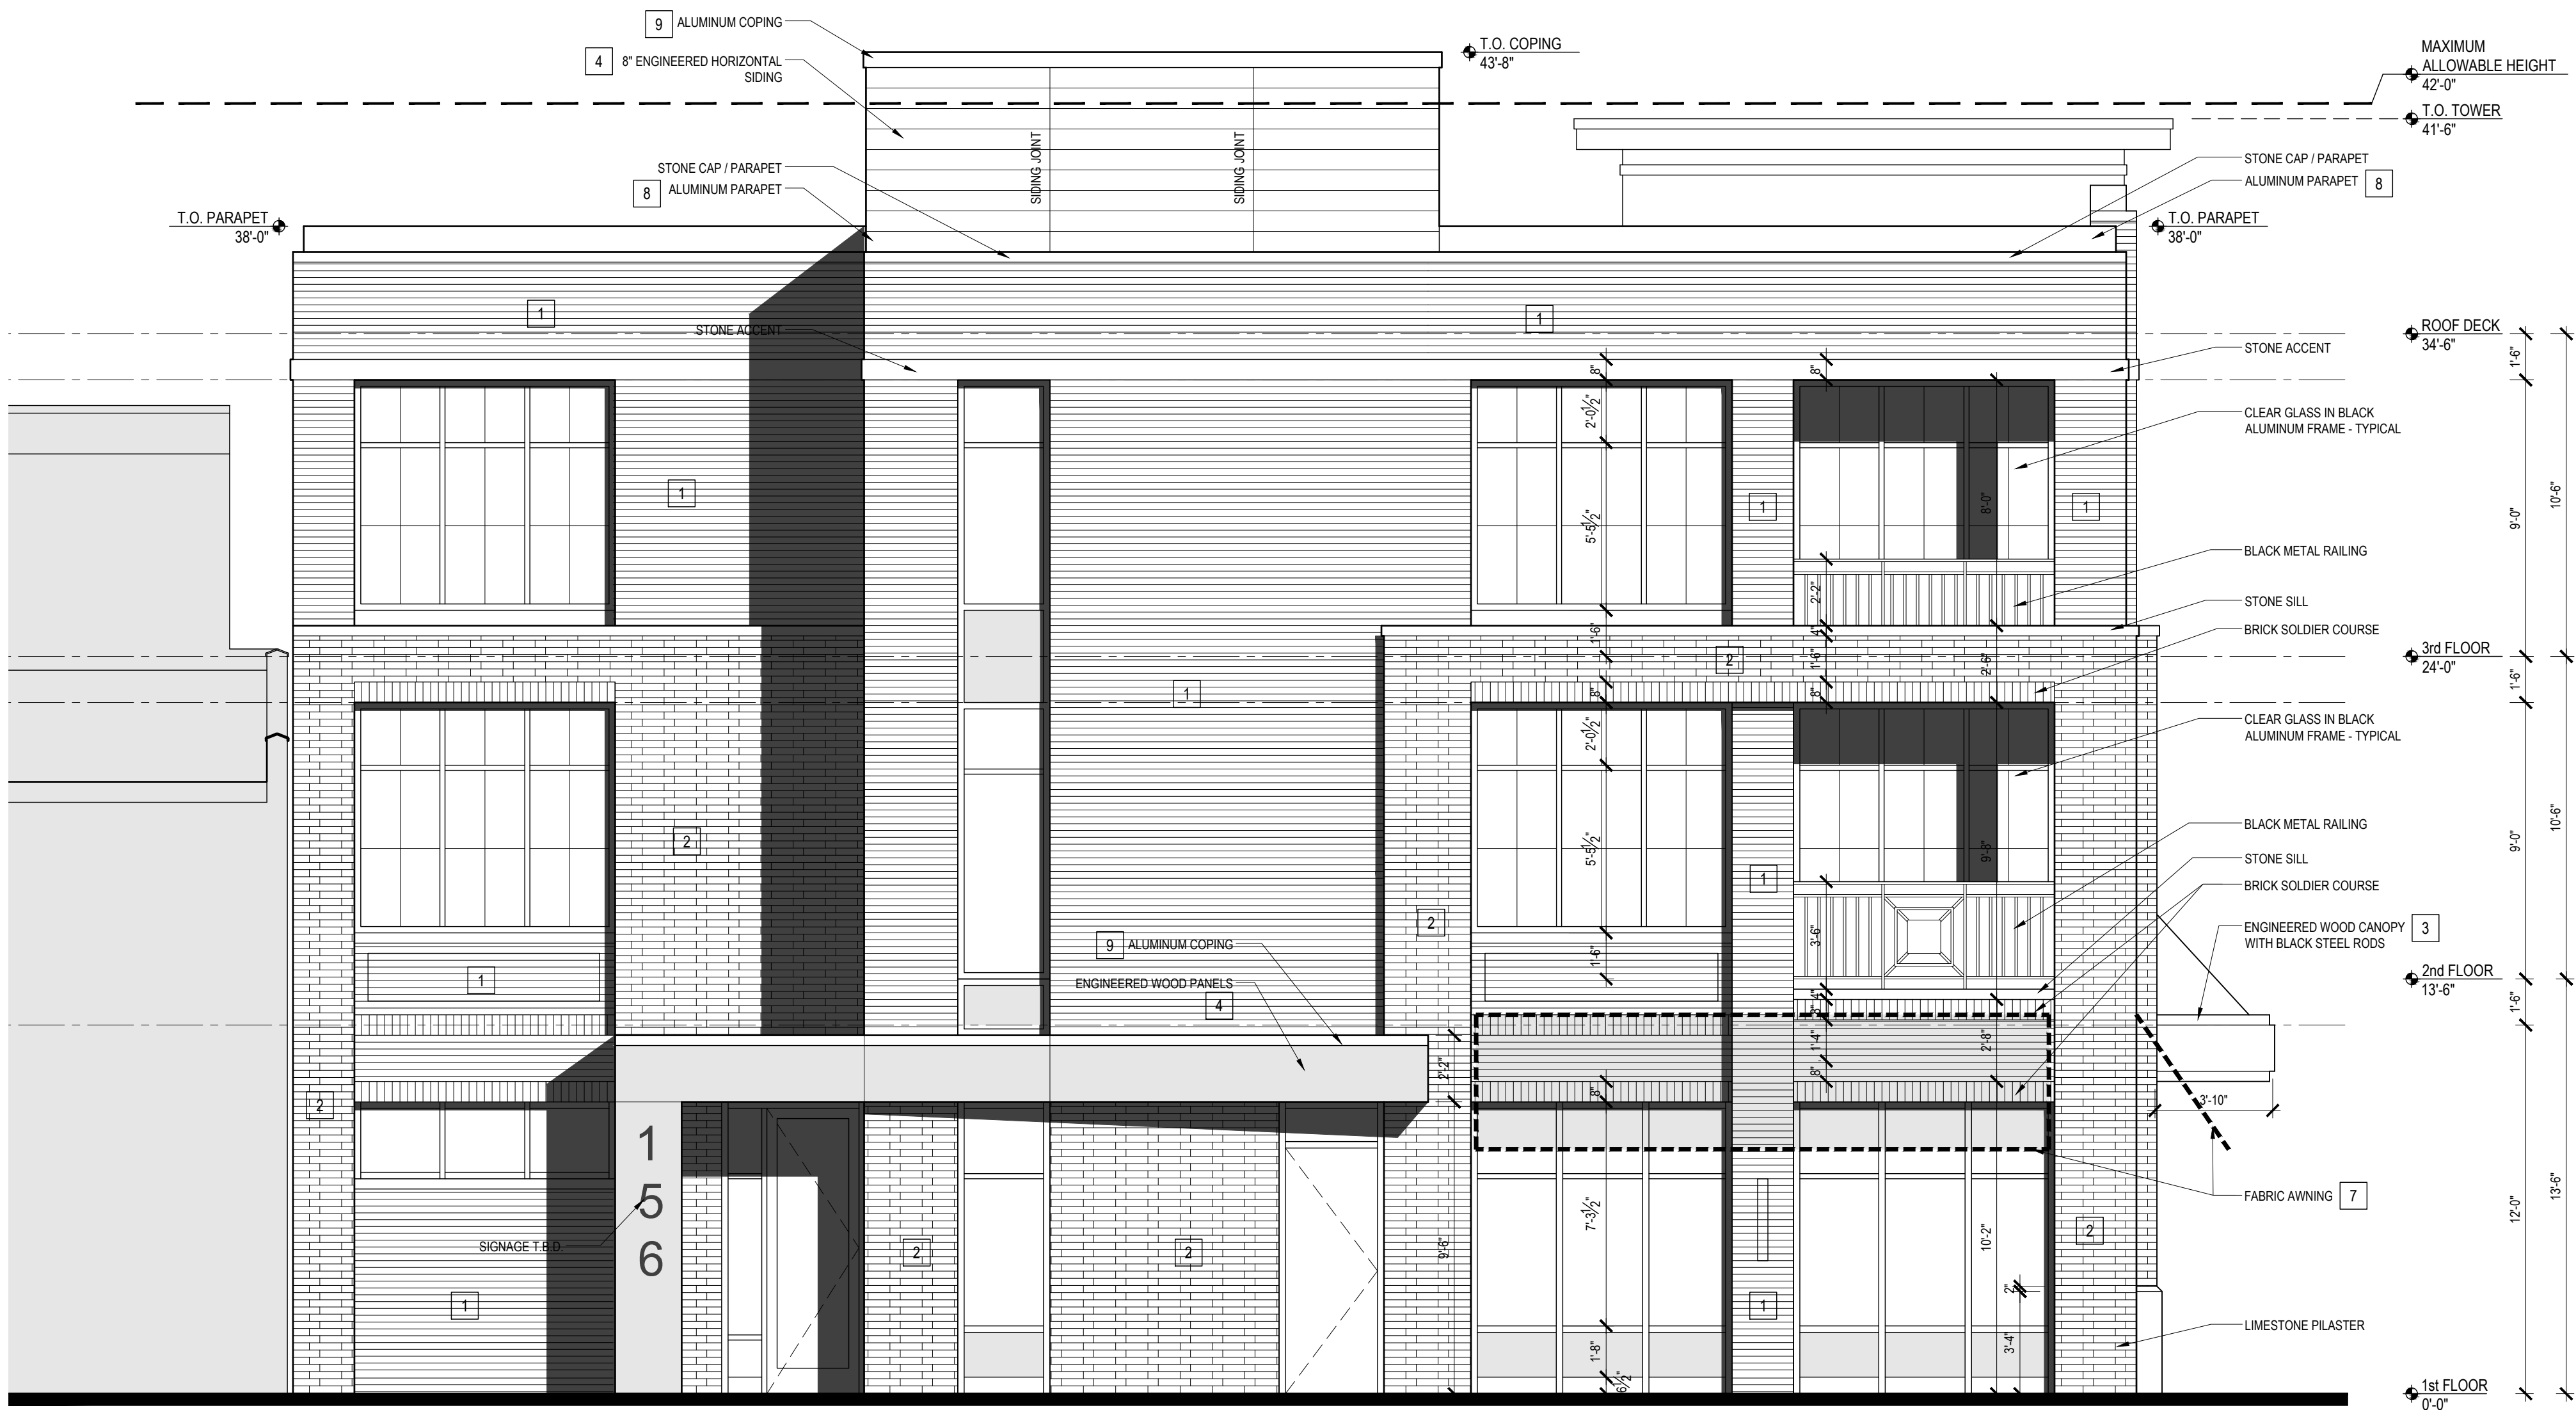 9 ALUMINUM COPING
4 8" ENGINEERED HORIZONTAL
SIDING
T.O. COPING
43'-8"
MAXIMUM
ALLOWABLE HEIGHT
42'-0"
T.O. TOWER
41'-6"
SIDING JOINT
SIDING JOINT
STONE CAP / PARAPET
8 ALUMINUM PARAPET
STONE CAP / PARAPET
ALUMINUM PARAPET 8
T.O. PARAPET
38'-0"
T.O. PARAPET
38'-0"
1
1
STONE ACCENT
ROOF DECK
34'-6"
STONE ACCENT
1'-6"
8"
8"
2'-0½"
CLEAR GLASS IN BLACK
ALUMINUM FRAME - TYPICAL
1
1
1
8'-0"
5'-5½"
9'-0"
10'-6"
BLACK METAL RAILING
2'-2"
STONE SILL
BRICK SOLDIER COURSE
1'-6"
4"
2
1'-6"
2'-6"
3rd FLOOR
24'-0"
1'-6"
1
8"
8"
2'-0½"
CLEAR GLASS IN BLACK
ALUMINUM FRAME - TYPICAL
2
5'-5½"
9'-8"
9'-0"
10'-6"
BLACK METAL RAILING
STONE SILL
1
BRICK SOLDIER COURSE
2
9 ALUMINUM COPING
3'-6"
ENGINEERED WOOD CANOPY 3
WITH BLACK STEEL RODS
1'-6"
1
ENGINEERED WOOD PANELS
4
2nd FLOOR
13'-6"
4"
8"
1'-6"
1'-4"
2'-8"
2'-2"
8"
8"
2
3'-10"
1
5
6
SIGNAGE T.B.D.
FABRIC AWNING 7
7'-3½"
9'-6"
10'-2"
12'-0"
13'-6"
2
2
2
1
1
2"
3'-4"
LIMESTONE PILASTER
1'-8"
6½"
1st FLOOR
0'-0"